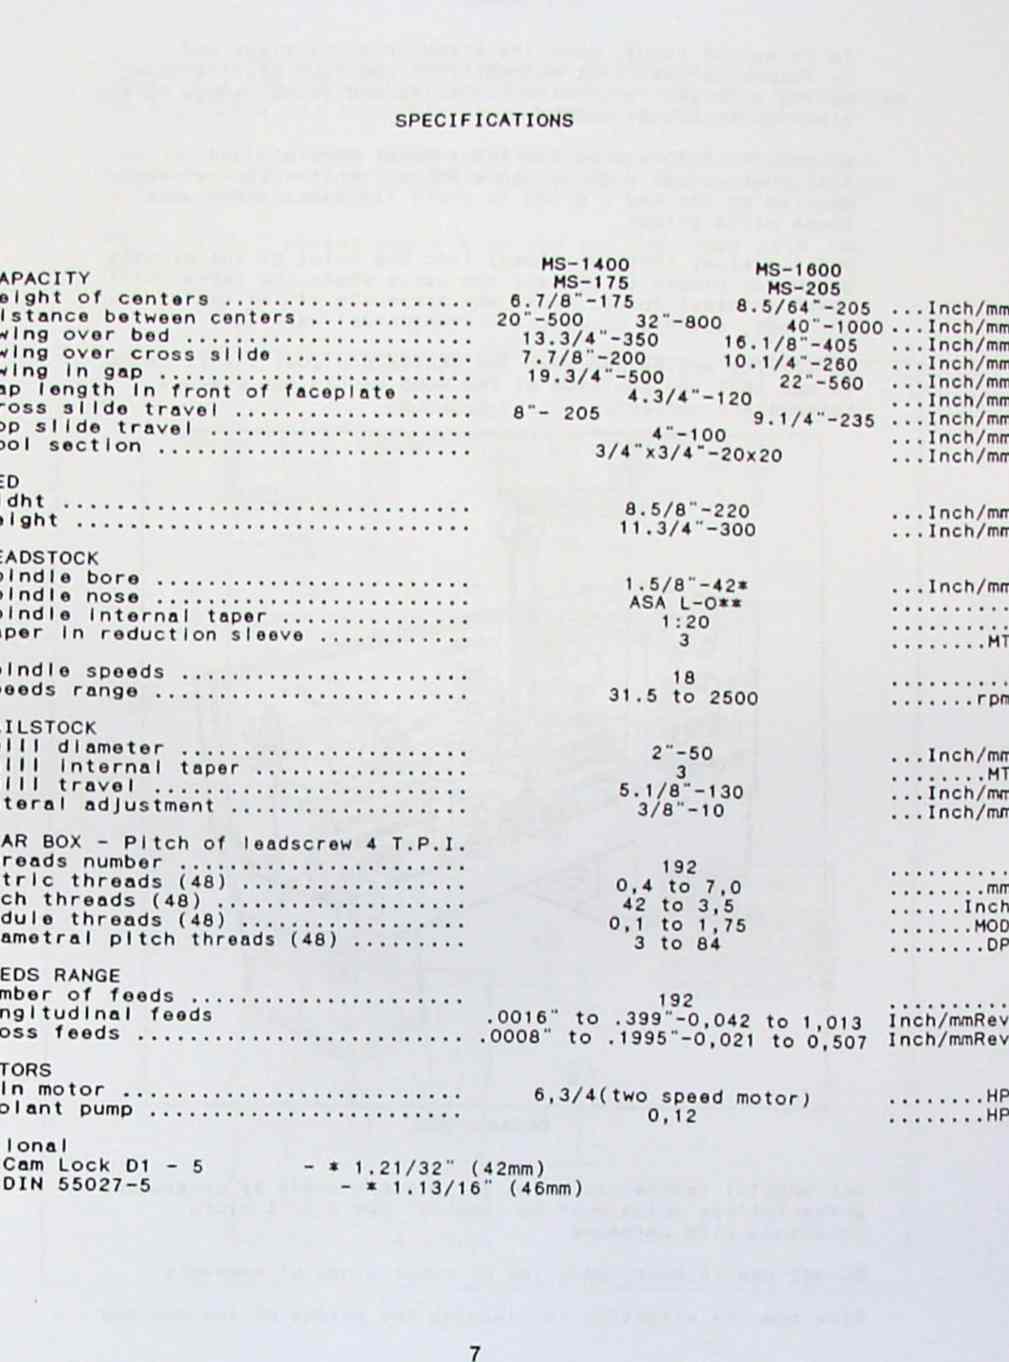 SPECIFICATIONS
MS-1400 MS-1600
APACITY MS-175 MS-205
eight of centers .................... 6.7/8"-175 8.5/64"-205 ...Inch/mm
istance between centers ............. 20"-500 32"-800 40"-1000 ...Inch/mm
wing over bed ....................... 13.3/4"-350 16.1/8"-405 ...Inch/mm
wing over cross slide ............... 7.7/8"-200 10.1/4"-260 ...Inch/mm
wing in gap ......................... 19.3/4"-500 22"-560 ...Inch/mm
ap length in front of faceplate ..... 4.3/4"-120 ...Inch/mm
ross slide travel ................... 8"- 205 9.1/4"-235 ...Inch/mm
op slide travel ..................... 4"-100 ...Inch/mm
ool section ......................... 3/4"x3/4"-20x20 ...Inch/mm
ED
idht ................................. 8.5/8"-220 ...Inch/mm
eight ................................ 11.3/4"-300 ...Inch/mm
EADSTOCK
pindle bore ......................... 1.5/8"-42* ...Inch/mm
pindle nose ......................... ASA L-O** ..........
pindle internal taper ............... 1:20 ..........
aper in reduction sleeve ............ 3 ........MT
pindle speeds ....................... 18 ..........
peeds range ......................... 31.5 to 2500 .......rpm
AILSTOCK
uill diameter ....................... 2"-50 ...Inch/mm
uill internal taper ................. 3 ........MT
uill travel ......................... 5.1/8"-130 ...Inch/mm
ateral adjustment ................... 3/8"-10 ...Inch/mm
AR BOX - Pitch of leadscrew 4 T.P.I.
reads number ....................... 192 ..........
tric threads (48) .................. 0,4 to 7,0 ........mm
ch threads (48) .................... 42 to 3,5 ......Inch
dule threads (48) .................. 0,1 to 1,75 .......MOD
ametral pitch threads (48) ......... 3 to 84 ........DP
EDS RANGE
mber of feeds ...................... 192 ..........
ngitudinal feeds .0016" to .399"-0,042 to 1,013 Inch/mmRev
oss feeds .......................... .0008" to .1995"-0,021 to 0,507 Inch/mmRev
TORS
in motor ........................... 6,3/4(two speed motor) ........HP
olant pump ......................... 0,12 ........HP
ional
Cam Lock D1 - 5 - * 1.21/32" (42mm)
DIN 55027-5 - * 1.13/16" (46mm)
7